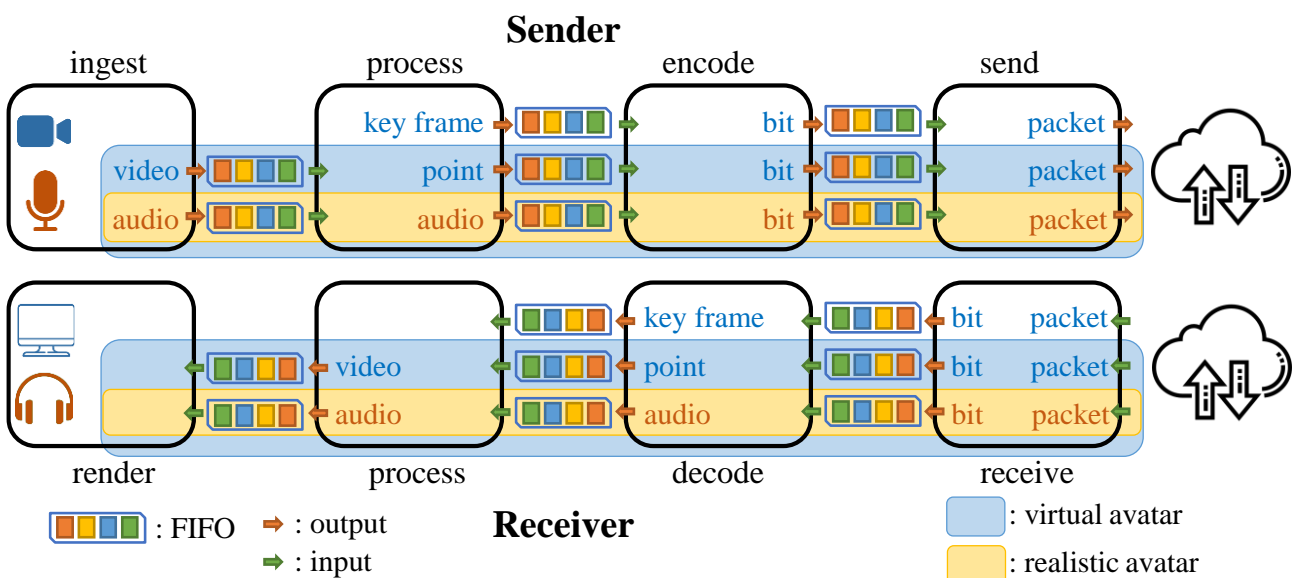 Sender
ingest process encode send
key frame bit packet
video point bit packet
audio audio bit packet
key frame bit packet
video point bit packet
audio audio bit packet
render process decode receive
: FIFO : output Receiver : virtual avatar
: input : realistic avatar